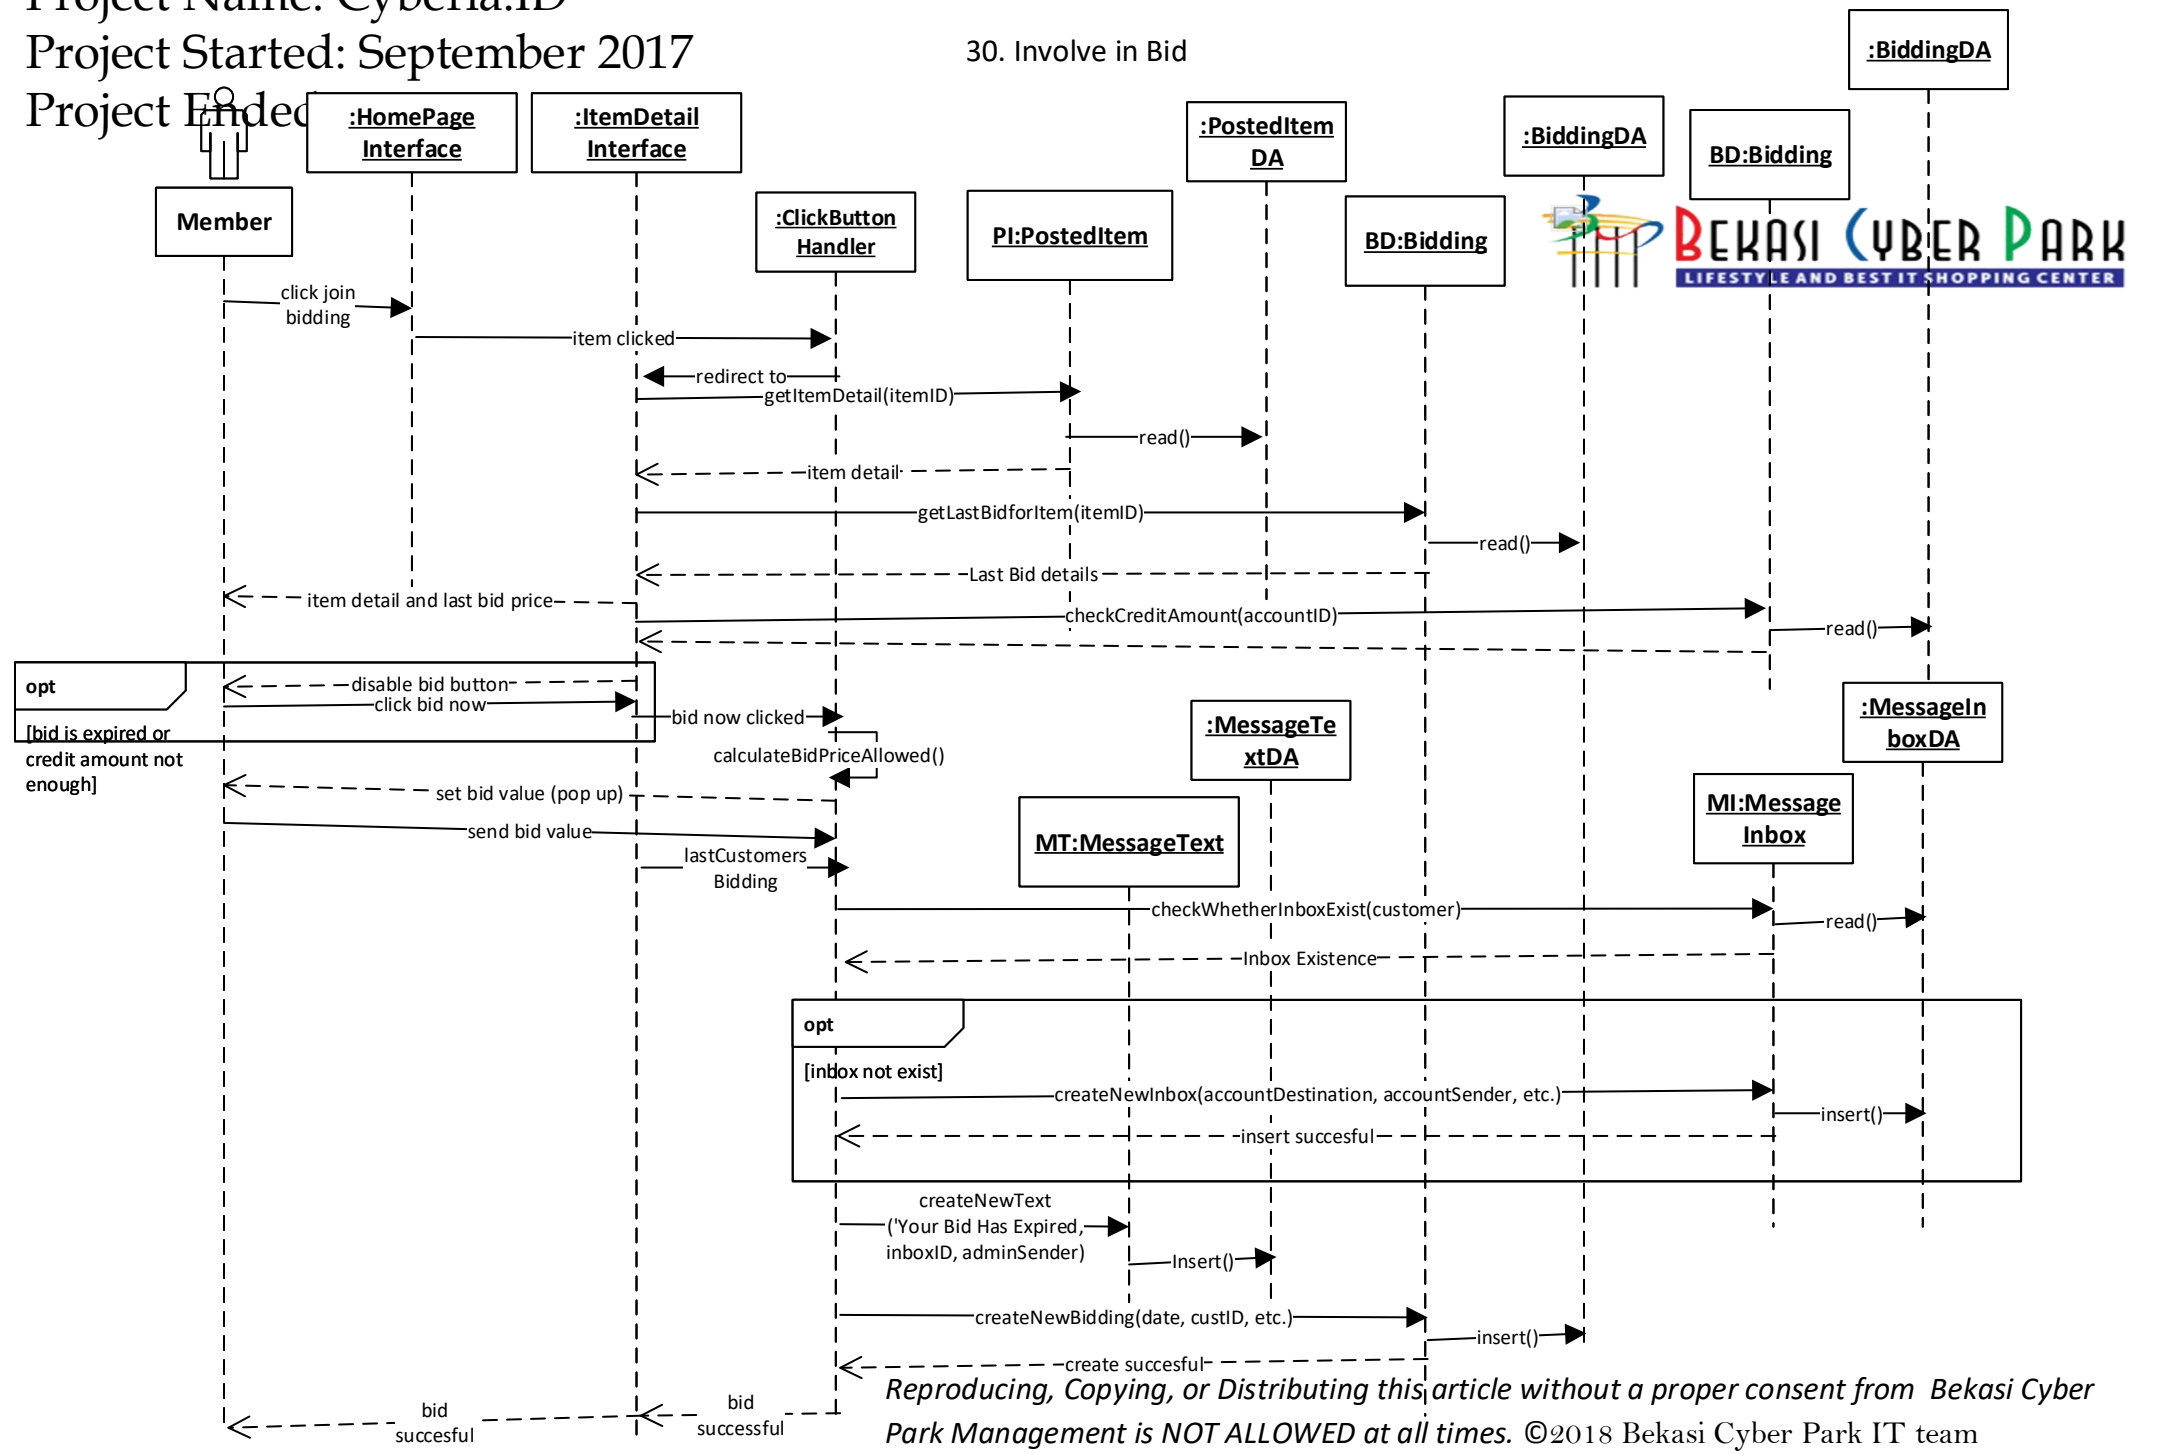 Project Name: Cyberia.ID
Project Started: September 2017
Project Ended
30. Involve in Bid
:BiddingDA
:HomePage
Interface
:ItemDetail
Interface
:PostedItem
DA
:BiddingDA
BD:Bidding
Member
:ClickButton
Handler
PI:PostedItem
BD:Bidding
BEKASI CYBER PARK
LIFESTYLE AND BEST IT SHOPPING CENTER
click join
bidding
item clicked
redirect to
getItemDetail(itemID)
read()
item detail
getLastBidforItem(itemID)
read()
Last Bid details
item detail and last bid price
checkCreditAmount(accountID)
read()
opt
[bid is expired or
credit amount not
enough]
disable bid button
click bid now
bid now clicked
calculateBidPriceAllowed()
:MessageTe
xtDA
:MessageIn
boxDA
set bid value (pop up)
send bid value
MT:MessageText
MI:Message
Inbox
lastCustomers
Bidding
checkWhetherInboxExist(customer)
read()
Inbox Existence
opt
[inbox not exist]
createNewInbox(accountDestination, accountSender, etc.)
insert()
insert succesful
createNewText
('Your Bid Has Expired,
inboxID, adminSender)
Insert()
createNewBidding(date, custID, etc.)
insert()
create succesful
bid
succesful
bid
successful
Reproducing, Copying, or Distributing this article without a proper consent from Bekasi Cyber
Park Management is NOT ALLOWED at all times. ©2018 Bekasi Cyber Park IT team